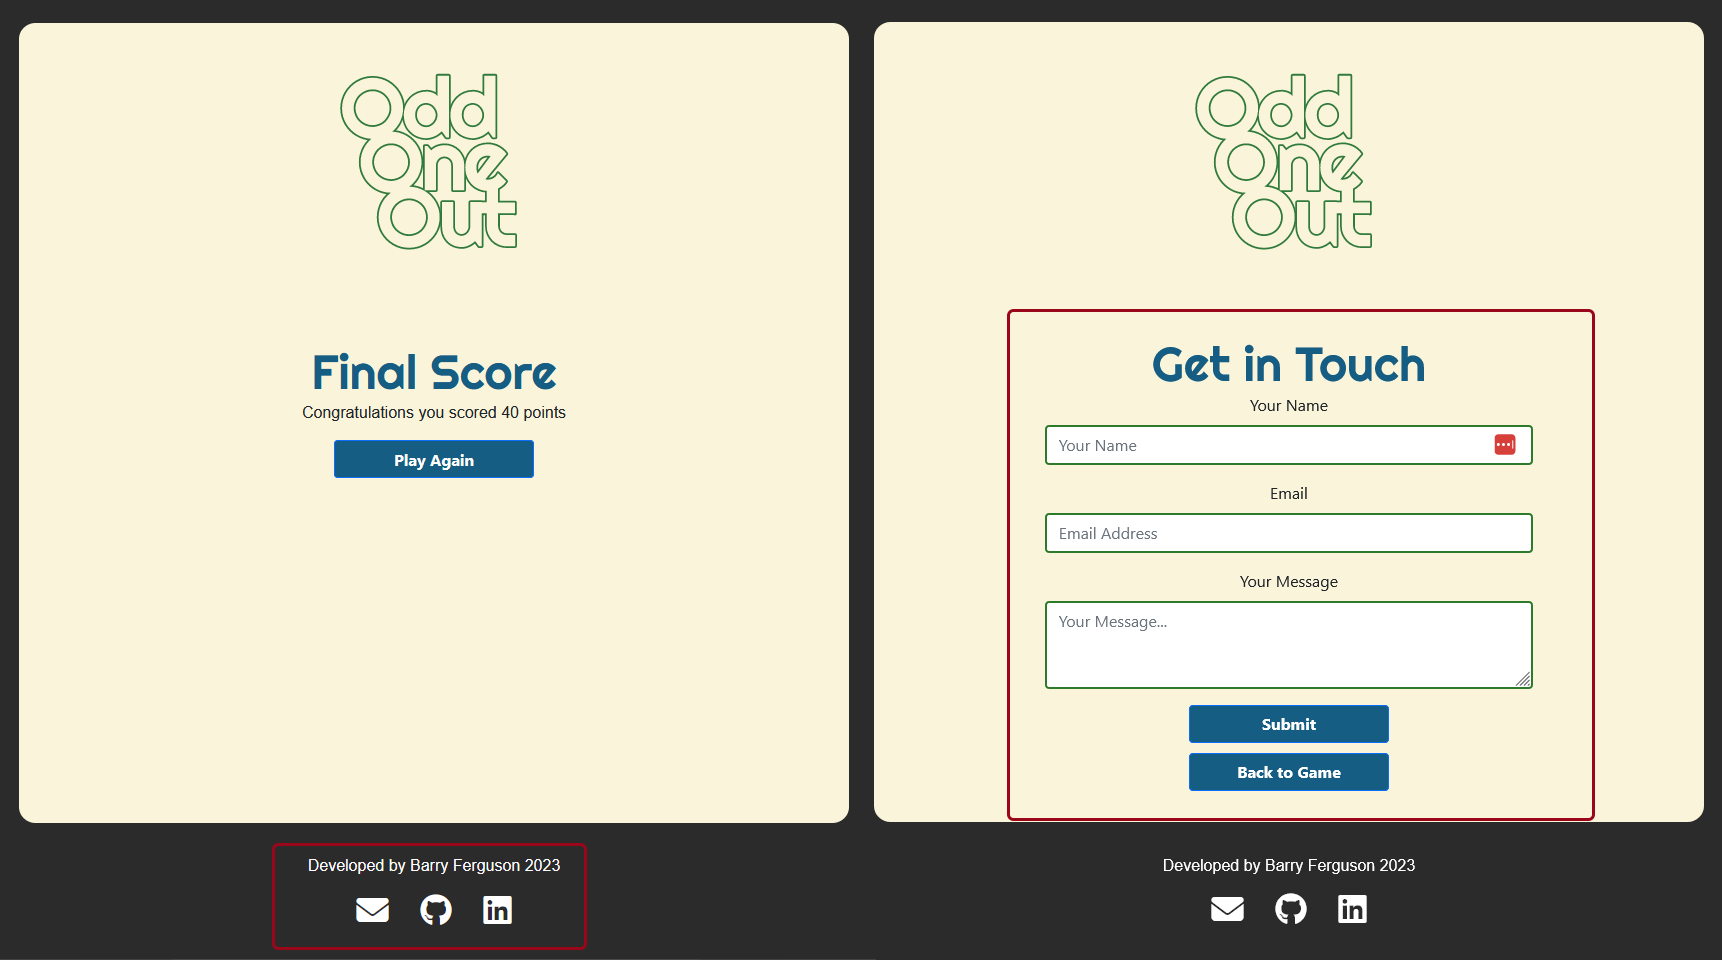 Odd
One
Out
Final Score
Congratulations you scored 40 points
Play Again
Developed by Barry Ferguson 2023
in
Odd
One
Out
Get in Touch
Your Name
Your Name
Email
Email Address
Your Message
Your Message...
Submit
Back to Game
Developed by Barry Ferguson 2023
in